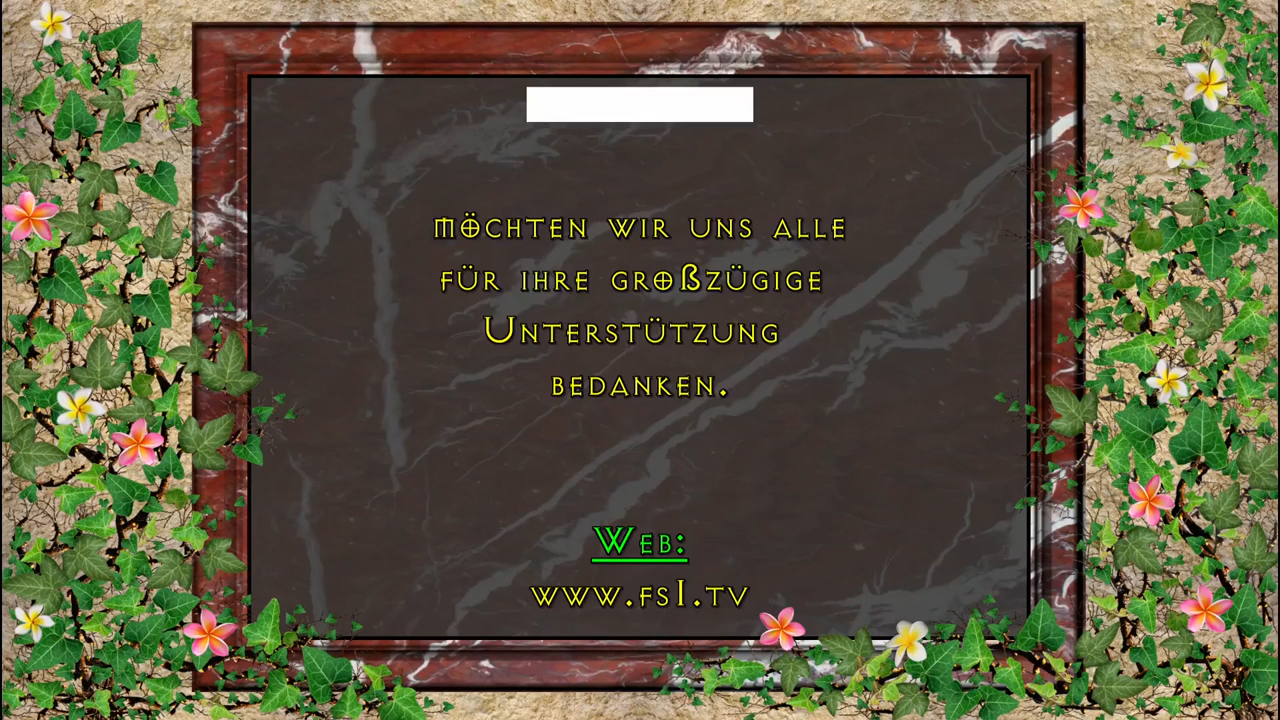 möchten wir uns alle
für ihre großzügige
Unterstützung
bedanken.
Web:
www.fsI.tv